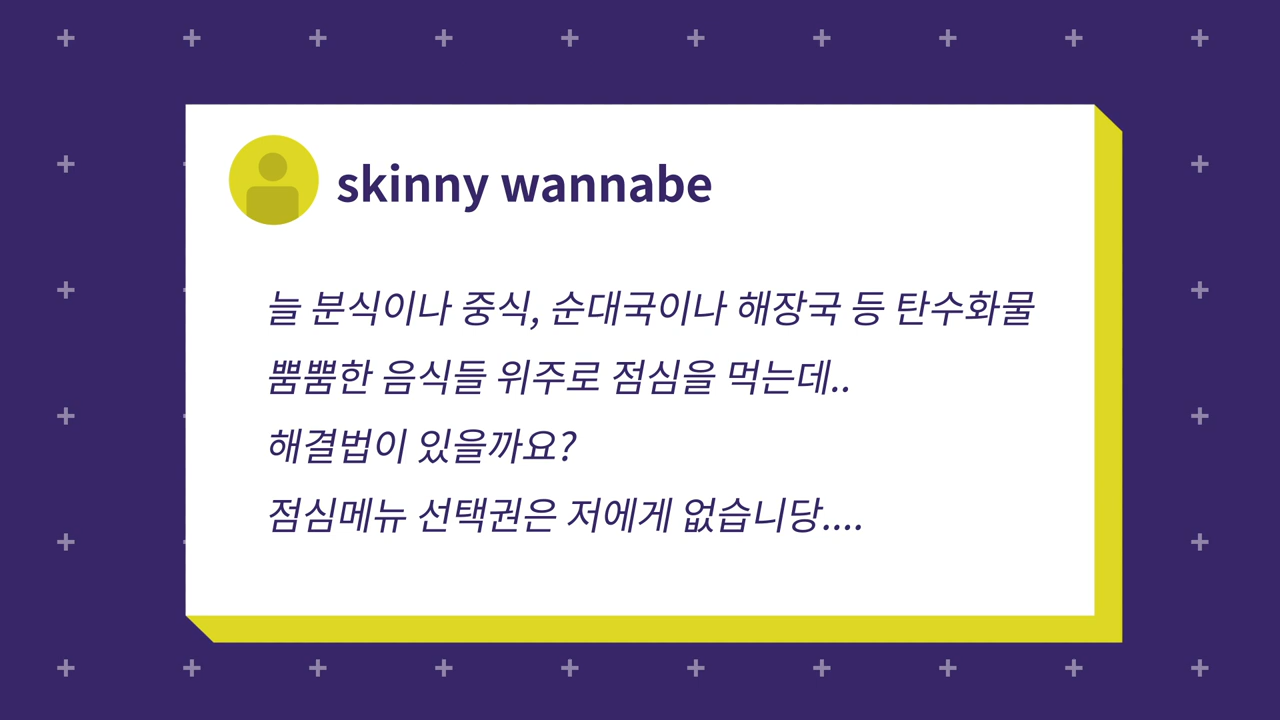 skinny wannabe
늘 분식이나 중식, 순대국이나 해장국 등 탄수화물
뿜뿜한 음식들 위주로 점심을 먹는데..
해결법이 있을까요?
점심메뉴 선택권은 저에게 없습니당....